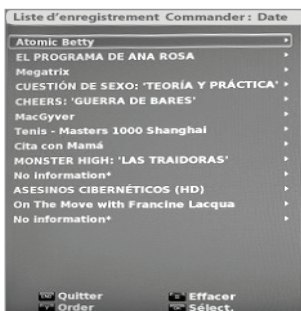 Liste d'enregistrement Commander : Date
Atomic Betty
EL PROGRAMA DE ANA ROSA
Megatrix
CUESTIÓN DE SEXO: 'TEORÍA Y PRÁCTICA'
CHEERS: 'GUERRA DE BARES'
MacGyver
Tenis - Masters 1000 Shanghai
Cita con Mamá
MONSTER HIGH: 'LAS TRAIDORAS'
No information*
ASESINOS CIBERNÉTICOS (HD)
On The Move with Francine Lacqua
No information*
Quitter Effacer
Order Sélect.